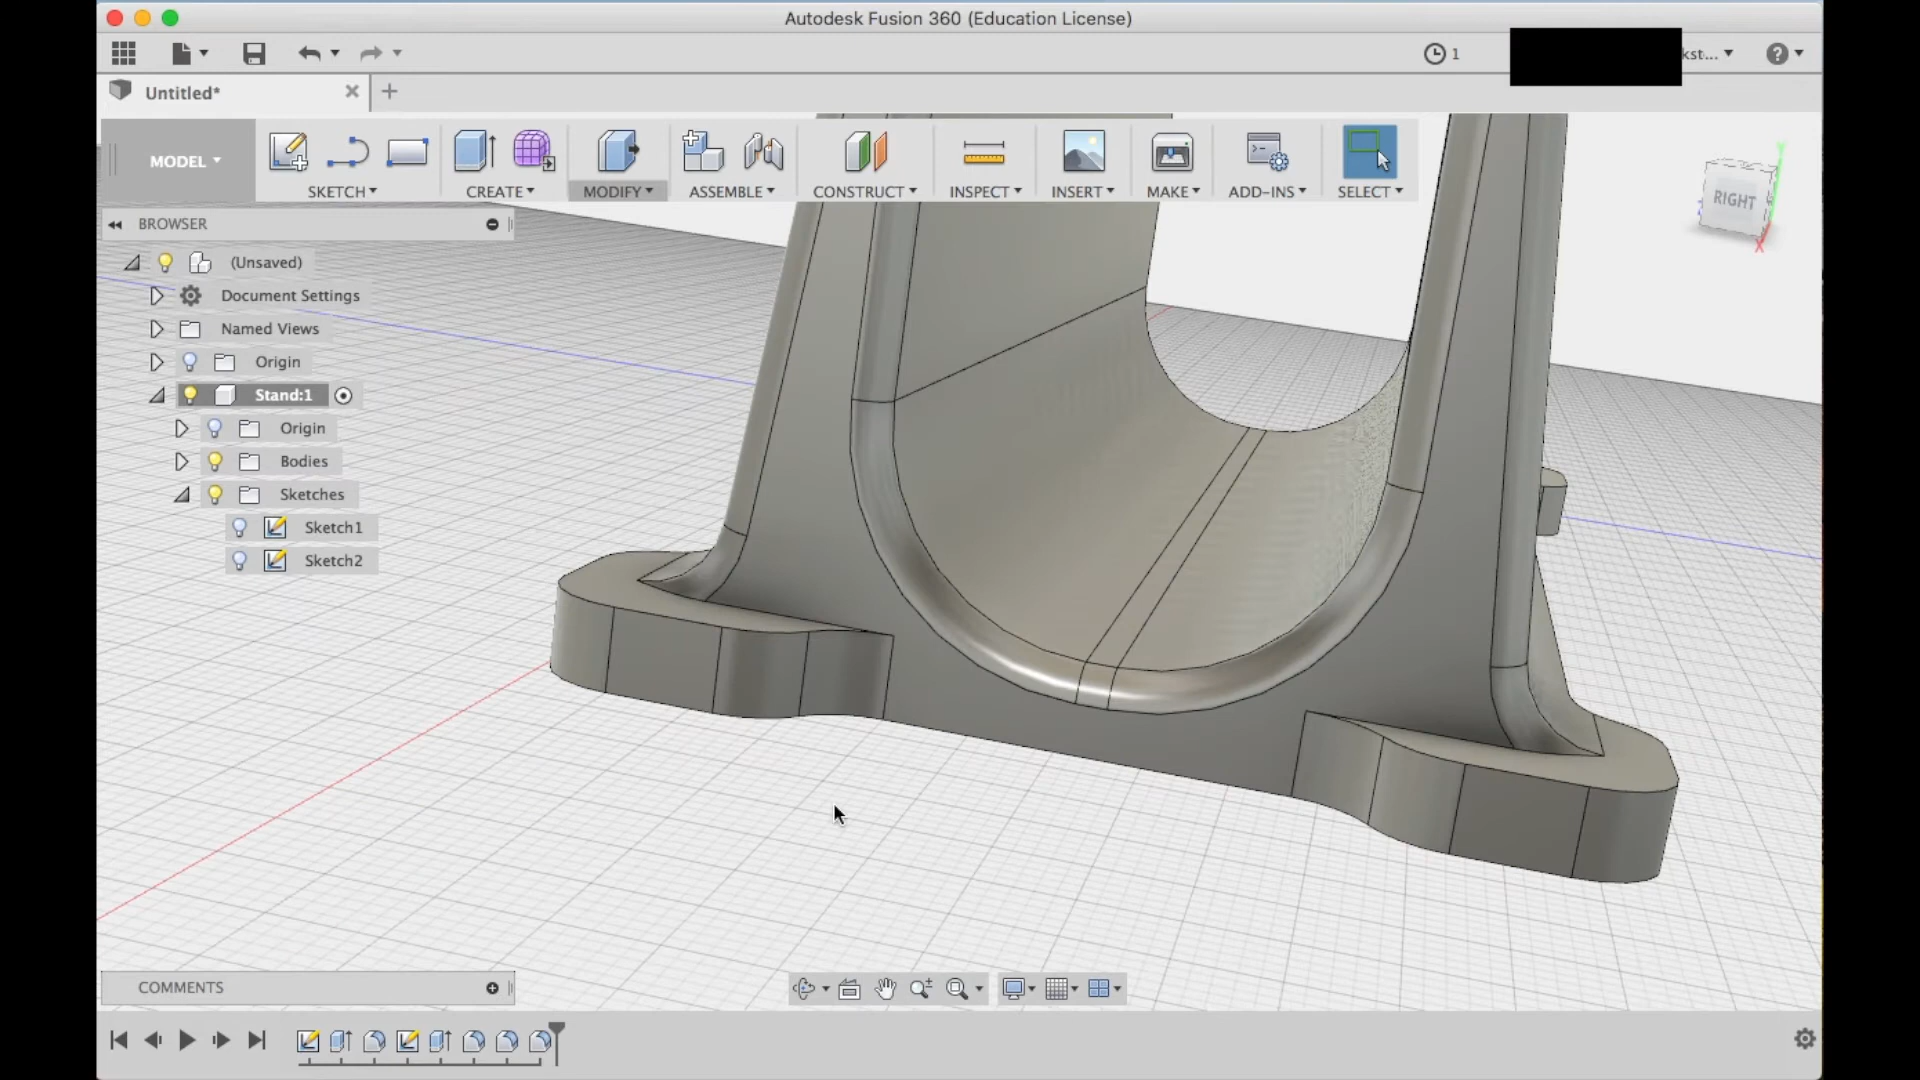 Autodesk Fusion 360 (Education License)
1
kst...
?
Untitled*
MODEL
SKETCH
CREATE
MODIFY
ASSEMBLE
CONSTRUCT
INSPECT
INSERT
MAKE
ADD-INS
SELECT
RIGHT
X
BROWSER
(Unsaved)
Document Settings
Named Views
Origin
Stand:1
Origin
Bodies
Sketches
Sketch1
Sketch2
COMMENTS